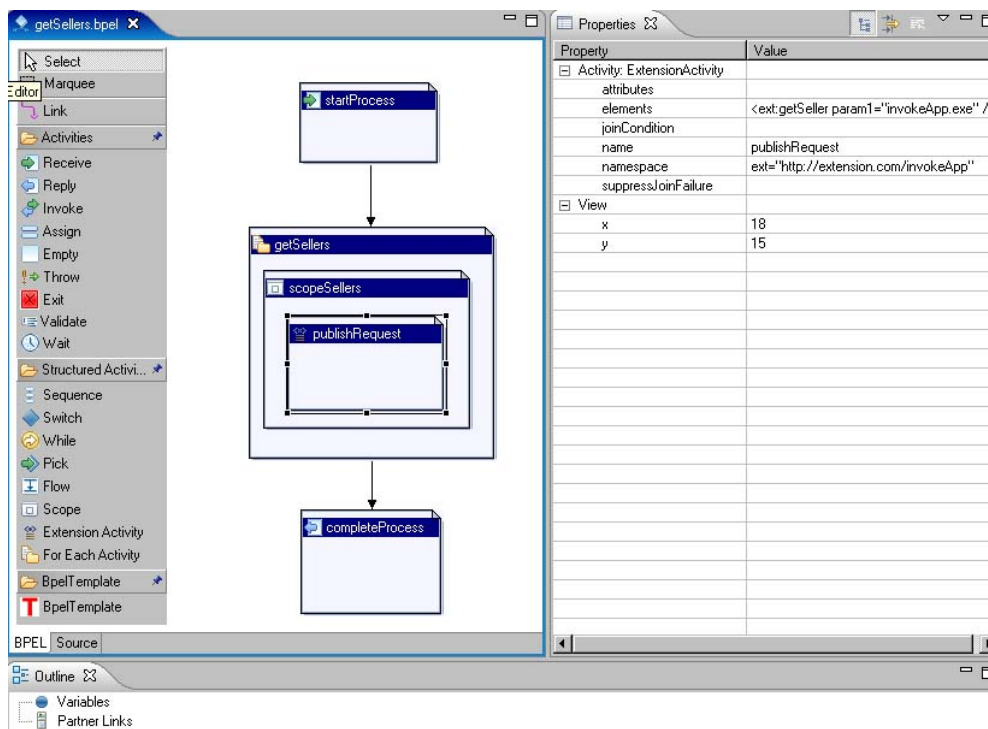 getSellers.bpel
Select
Marquee
Editor
Link
Activities
Receive
Reply
Invoke
Assign
Empty
Throw
Exit
Validate
Wait
Structured Activi...
Sequence
Switch
While
Pick
Flow
Scope
Extension Activity
For Each Activity
BpelTemplate
BpelTemplate
startProcess
getSellers
scopeSellers
publishRequest
completeProcess
BPEL Source
Properties
Property Value
Activity: ExtensionActivity
attributes
elements <ext:getSeller param1="invokeApp.exe" /
joinCondition
name publishRequest
namespace ext="http://extension.com/invokeApp"
suppressJoinFailure
View
x 18
y 15
Outline
Variables
Partner Links